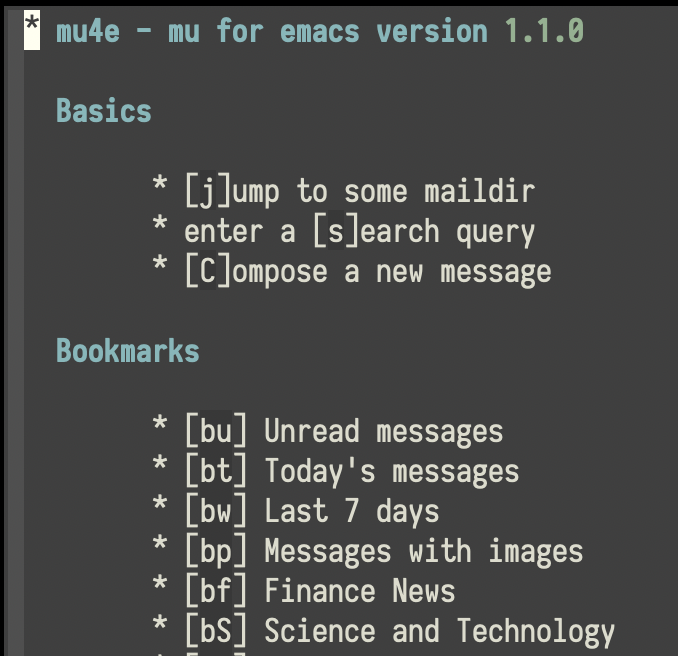 * mu4e - mu for emacs version 1.1.0
Basics
* [j]ump to some maildir
* enter a [s]earch query
* [C]ompose a new message
Bookmarks
* [bu] Unread messages
* [bt] Today's messages
* [bw] Last 7 days
* [bp] Messages with images
* [bf] Finance News
* [bS] Science and Technology